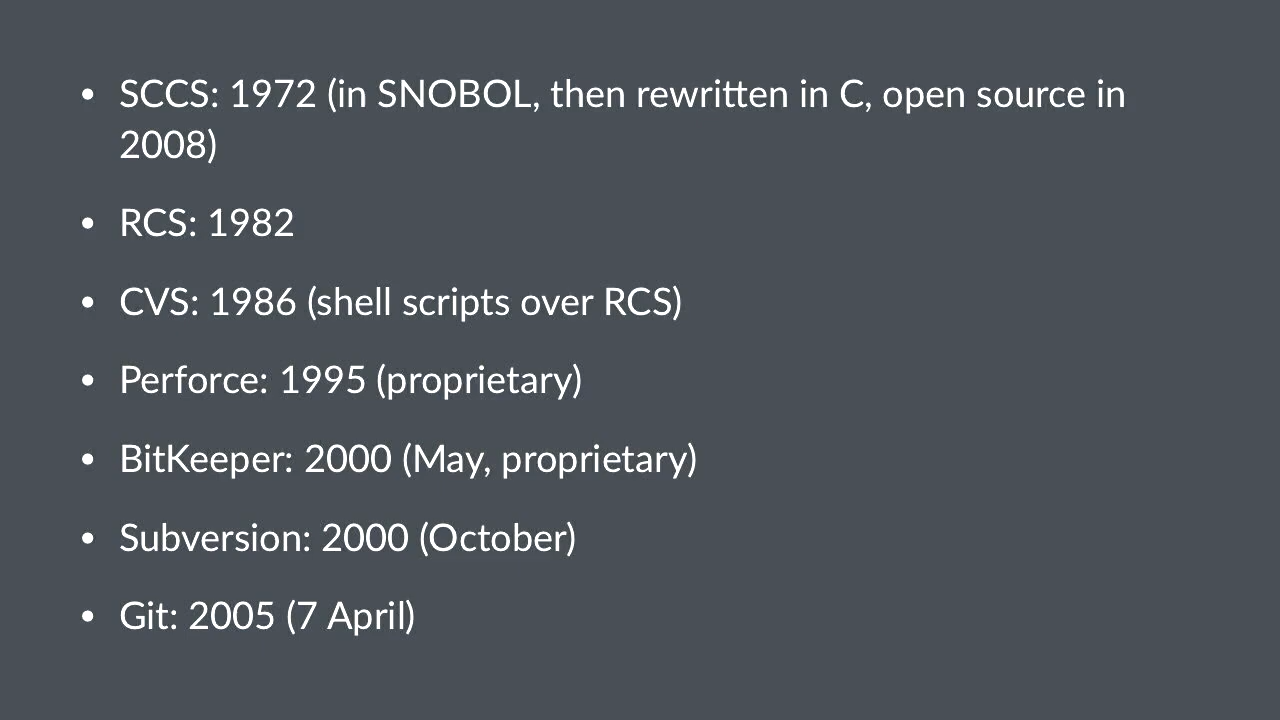 • SCCS: 1972 (in SNOBOL, then rewritten in C, open source in
2008)
• RCS: 1982
• CVS: 1986 (shell scripts over RCS)
• Perforce: 1995 (proprietary)
• BitKeeper: 2000 (May, proprietary)
• Subversion: 2000 (October)
• Git: 2005 (7 April)